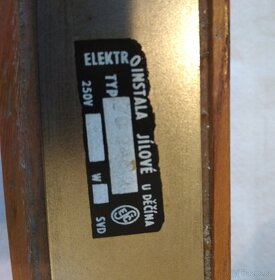 ELEKTROINSTALA JÍLOVÉ U DĚČÍNA
TYP
250V W SVD